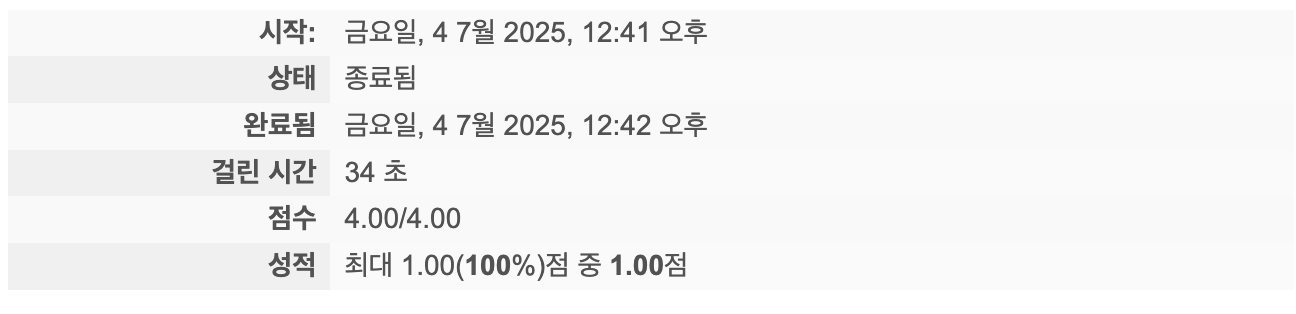 시작: 금요일, 4 7월 2025, 12:41 오후
상태 종료됨
완료됨 금요일, 4 7월 2025, 12:42 오후
걸린 시간 34 초
점수 4.00/4.00
성적 최대 1.00(100%)점 중 1.00점